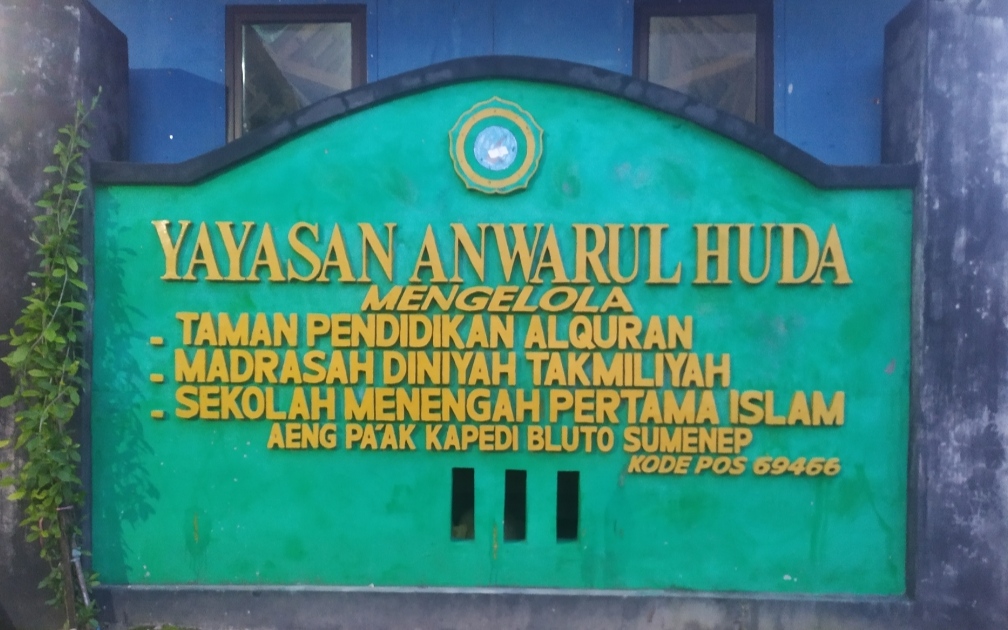 YAYASAN ANWARUL HUDA
MENGELOLA
- TAMAN PENDIDIKAN ALQURAN
- MADRASAH DINIYAH TAKMILIYAH
- SEKOLAH MENENGAH PERTAMA ISLAM
AENG PA'AK KAPEDI BLUTO SUMENEP
KODE POS 69466